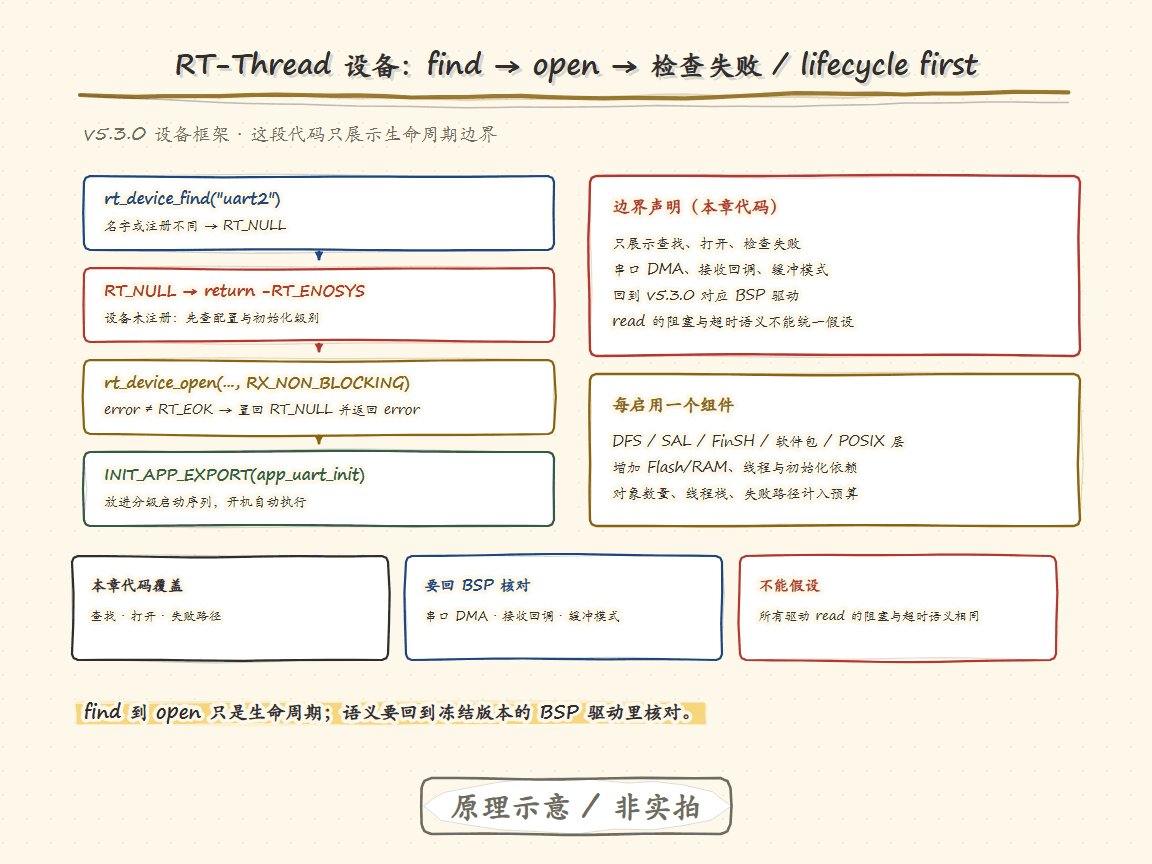 RT-Thread 设备：find → open → 检查失败 / lifecycle first
v5.3.0 设备框架 · 这段代码只展示生命周期边界
rt_device_find("uart2")
名字或注册不同 → RT_NULL
RT_NULL → return -RT_ENOSYS
设备未注册：先查配置与初始化级别
rt_device_open(..., RX_NON_BLOCKING)
error ≠ RT_EOK → 置回 RT_NULL 并返回 error
INIT_APP_EXPORT(app_uart_init)
放进分级启动序列，开机自动执行
边界声明（本章代码）
只展示查找、打开、检查失败
串口 DMA、接收回调、缓冲模式
回到 v5.3.0 对应 BSP 驱动
read 的阻塞与超时语义不能统一假设
每启用一个组件
DFS / SAL / FinSH / 软件包 / POSIX 层
增加 Flash/RAM、线程与初始化依赖
对象数量、线程栈、失败路径计入预算
本章代码覆盖
查找 · 打开 · 失败路径
要回 BSP 核对
串口 DMA · 接收回调 · 缓冲模式
不能假设
所有驱动 read 的阻塞与超时语义相同
find 到 open 只是生命周期；语义要回到冻结版本的 BSP 驱动里核对。
原理示意 / 非实拍